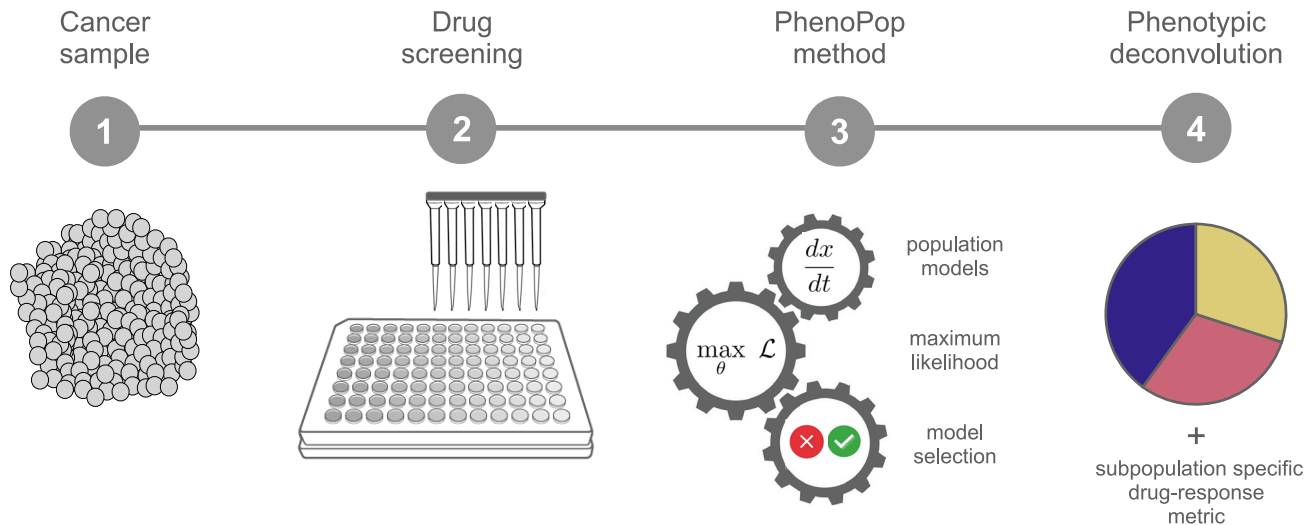 Cancer
sample
Drug
screening
PhenoPop
method
Phenotypic
deconvolution
1
2
3
4
dx
dt
population
models
max
θ
ℒ
maximum
likelihood
model
selection
+
subpopulation specific
drug-response
metric